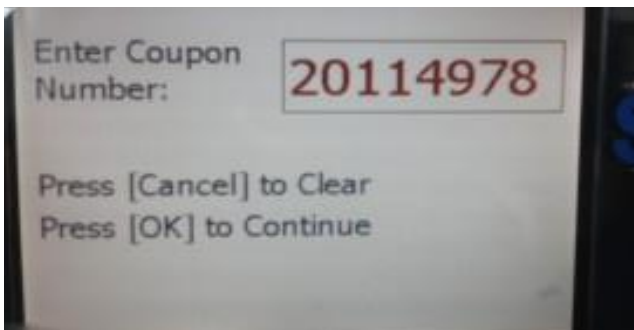 Enter Coupon
Number:
20114978
Press [Cancel] to Clear
Press [OK] to Continue